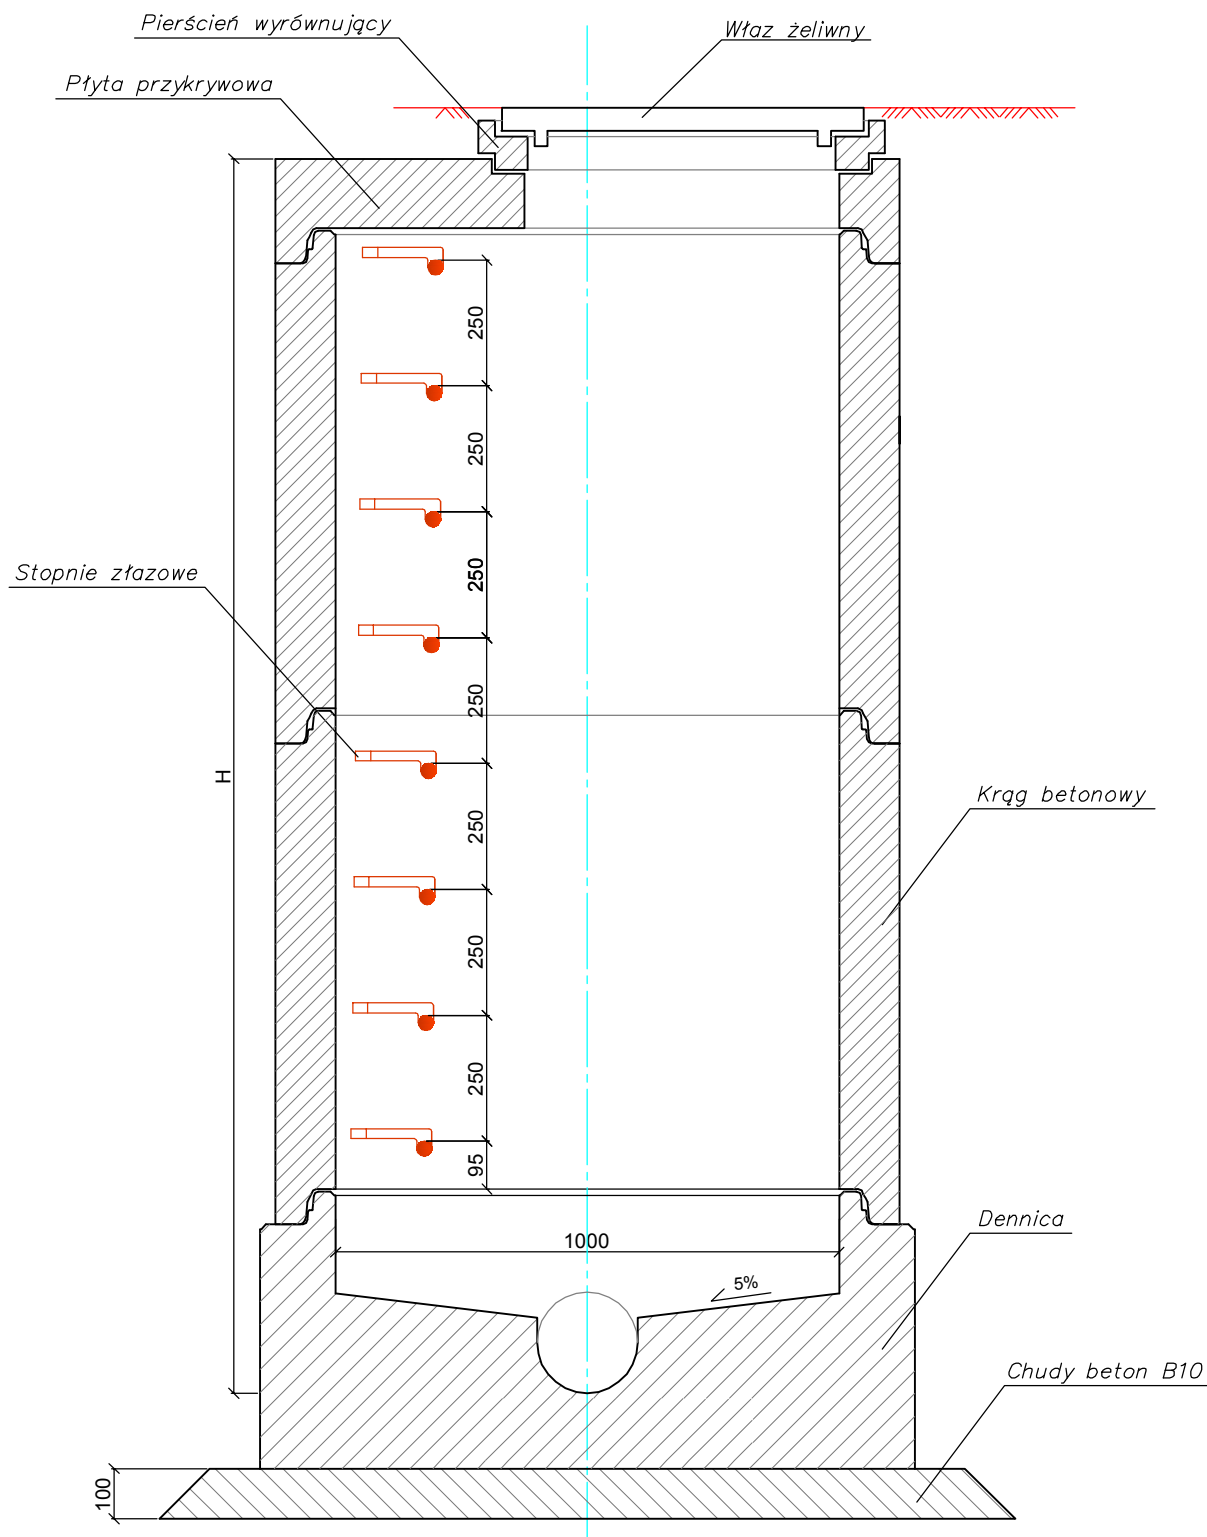 Pierścień wyrównujący
Właz żeliwny
Płyta przykrywowa
250
250
250
Stopnie złazowe
250
H
Krąg betonowy
250
250
250
95
Dennica
1000
5%
Chudy beton B10
100